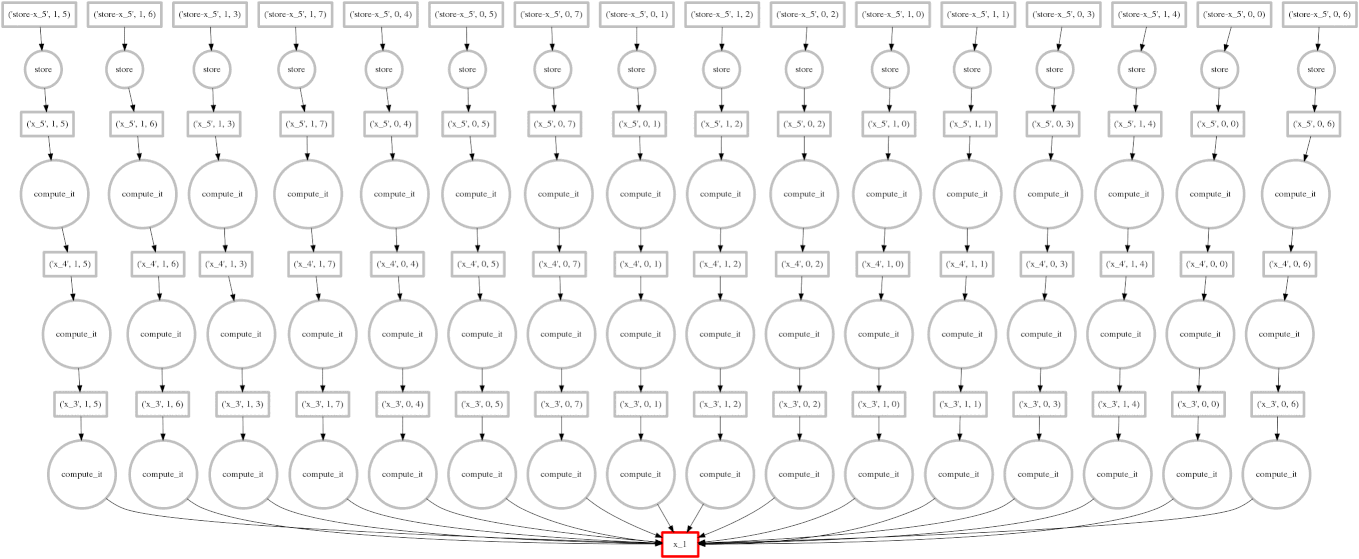 ('store-x_5', 1, 5) ('store-x_5', 1, 6) ('store-x_5', 1, 3) ('store-x_5', 1, 7) ('store-x_5', 0, 4) ('store-x_5', 0, 5) ('store-x_5', 0, 7) ('store-x_5', 0, 1) ('store-x_5', 1, 2) ('store-x_5', 0, 2) ('store-x_5', 1, 0) ('store-x_5', 1, 1) ('store-x_5', 0, 3) ('store-x_5', 1, 4) ('store-x_5', 0, 0) ('store-x_5', 0, 6)
store store store store store store store store store store store store store store store store
('x_5', 1, 5) ('x_5', 1, 6) ('x_5', 1, 3) ('x_5', 1, 7) ('x_5', 0, 4) ('x_5', 0, 5) ('x_5', 0, 7) ('x_5', 0, 1) ('x_5', 1, 2) ('x_5', 0, 2) ('x_5', 1, 0) ('x_5', 1, 1) ('x_5', 0, 3) ('x_5', 1, 4) ('x_5', 0, 0) ('x_5', 0, 6)
compute_it compute_it compute_it compute_it compute_it compute_it compute_it compute_it compute_it compute_it compute_it compute_it compute_it compute_it compute_it compute_it
('x_4', 1, 5) ('x_4', 1, 6) ('x_4', 1, 3) ('x_4', 1, 7) ('x_4', 0, 4) ('x_4', 0, 5) ('x_4', 0, 7) ('x_4', 0, 1) ('x_4', 1, 2) ('x_4', 0, 2) ('x_4', 1, 0) ('x_4', 1, 1) ('x_4', 0, 3) ('x_4', 1, 4) ('x_4', 0, 0) ('x_4', 0, 6)
compute_it compute_it compute_it compute_it compute_it compute_it compute_it compute_it compute_it compute_it compute_it compute_it compute_it compute_it compute_it compute_it
('x_3', 1, 5) ('x_3', 1, 6) ('x_3', 1, 3) ('x_3', 1, 7) ('x_3', 0, 4) ('x_3', 0, 5) ('x_3', 0, 7) ('x_3', 0, 1) ('x_3', 1, 2) ('x_3', 0, 2) ('x_3', 1, 0) ('x_3', 1, 1) ('x_3', 0, 3) ('x_3', 1, 4) ('x_3', 0, 0) ('x_3', 0, 6)
compute_it compute_it compute_it compute_it compute_it compute_it compute_it compute_it compute_it compute_it compute_it compute_it compute_it compute_it compute_it compute_it
x_1